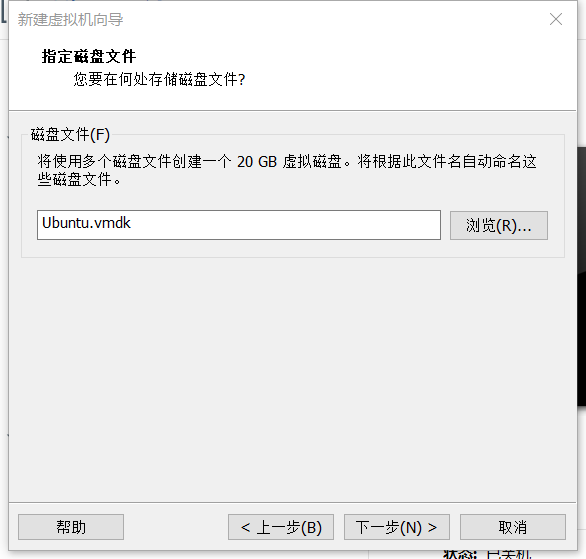 新建虚拟机向导
指定磁盘文件
您要在何处存储磁盘文件?
磁盘文件(F)
将使用多个磁盘文件创建一个 20 GB 虚拟磁盘。将根据此文件名自动命名这
些磁盘文件。
Ubuntu.vmdk
浏览(R)...
帮助
< 上一步(B)
下一步(N) >
取消
状态: 已关机